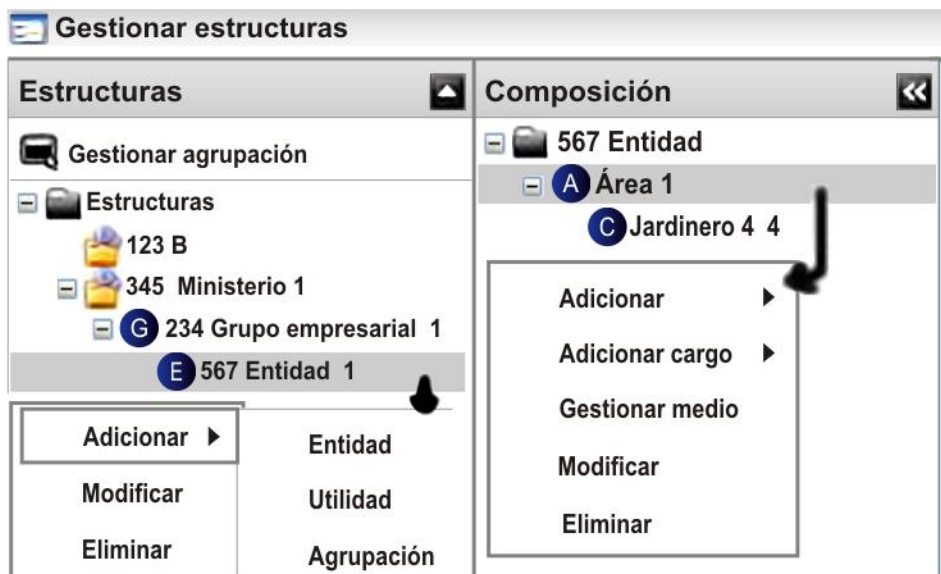 Gestionar estructuras
Estructuras
Gestionar agrupación
Estructuras
123 B
345 Ministerio 1
G 234 Grupo empresarial 1
E 567 Entidad 1
Adicionar
Modificar
Eliminar
Entidad
Utilidad
Agrupación
Composición
567 Entidad
A Área 1
C Jardinero 4 4
Adicionar
Adicionar cargo
Gestionar medio
Modificar
Eliminar